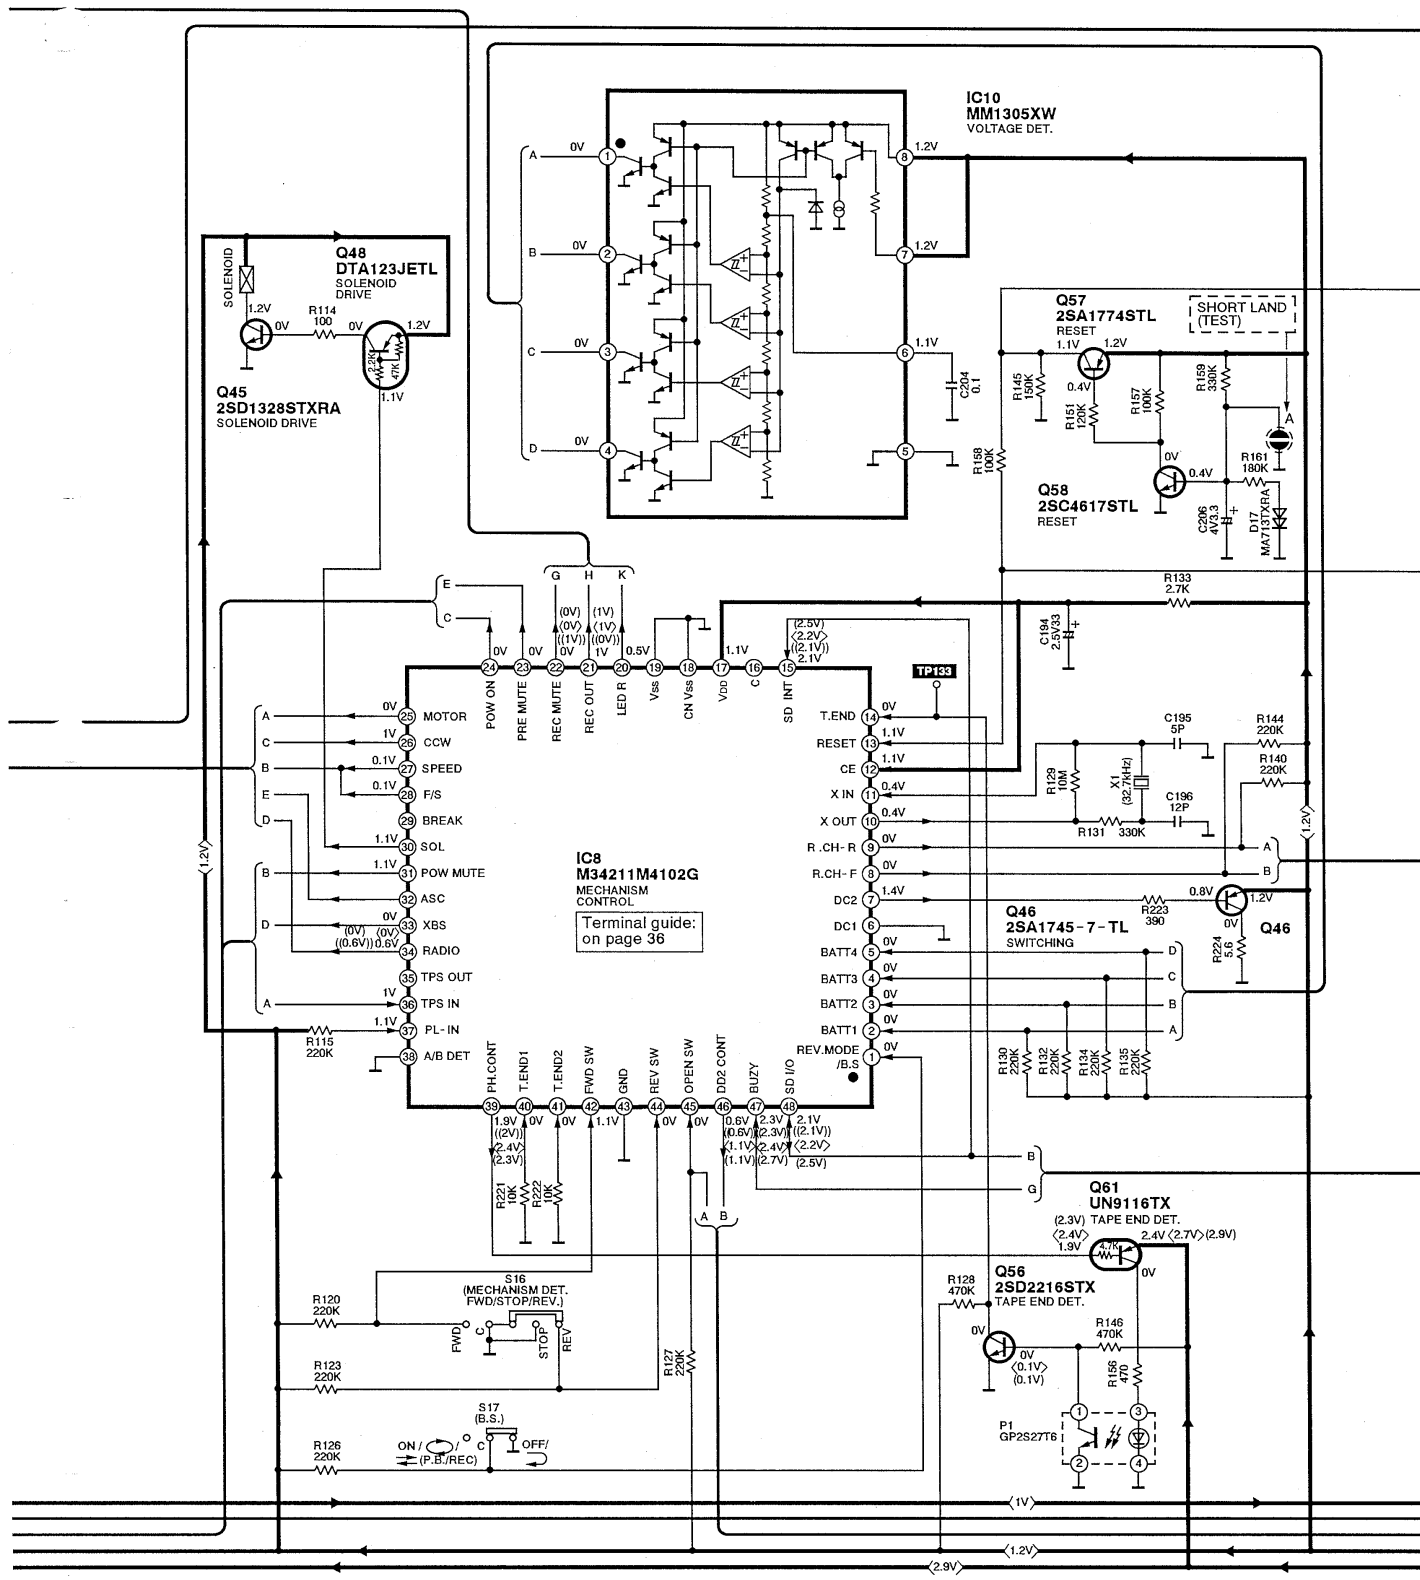 IC10
MM1305XW
VOLTAGE DET.
A 0V 1
B 0V 2
C 0V 3
D 0V 4
8 1.2V
7 1.2V
6 1.1V
5
C204
0.1
SOLENOID
Q48
DTA123JETL
SOLENOID
DRIVE
1.2V
0V
R114
100
0V
1.2V
2.2K
47K
1.1V
Q45
2SD1328STXRA
SOLENOID DRIVE
Q57
2SA1774STL
RESET
1.1V
1.2V
0.4V
SHORT LAND
(TEST)
A
R145
150K
R151
120K
R157
100K
R159
330K
R158
100K
0V
0.4V
R161
180K
Q58
2SC4617STL
RESET
C206
4V3.3
D17
MA713TXRA
R133
2.7K
C194
2.5V33
E
C
G H K
0V
0V
(0V)
〈0V〉
((1V))
0V
(1V)
〈1V〉
((0V))
1V
0.5V
1.1V
(2.5V)
〈2.2V〉
((2.1V))
2.1V
24 23 22 21 20 19 18 17 16 15
POW ON
PRE MUTE
REC MUTE
REC OUT
LED R
Vss
CN Vss
VDD
C
SD INT
TP133
A 0V 25 MOTOR
C 1V 26 CCW
B 0.1V 27 SPEED
E 0.1V 28 F/S
D 29 BREAK
1.1V 30 SOL
B 1.1V 31 POW MUTE
32 ASC
D 0V 33 XBS
(0V) 〈0V〉
((0.6V)) 0.6V 34 RADIO
35 TPS OUT
A 1V 36 TPS IN
1.1V 37 PL-IN
38 A/B DET
R115
220K
〈1.2V〉
IC8
M34211M4102G
MECHANISM
CONTROL
Terminal guide:
on page 36
T.END 14 0V
RESET 13 1.1V
CE 12 1.1V
X IN 11 0.4V
X OUT 10 0.4V
R.CH-R 9 0V
R.CH-F 8 0V
DC2 7 1.4V
DC1 6
BATT4 5 0V
BATT3 4 0V
BATT2 3 0V
BATT1 2 0V
REV.MODE
/B.S 1 0V
C195
5P
R129
10M
X1
(32.7kHz)
C196
12P
R131 330K
R144
220K
R140
220K
〈1.2V〉
A
B
0.8V
1.2V
R223
390
0V
Q46
2SA1745-7-TL
SWITCHING
Q46
R224
5.6
D
C
B
A
R130
220K
R132
220K
R134
220K
R135
220K
PH.CONT
T.END1
T.END2
FWD SW
GND
REV SW
OPEN SW
DD2 CONT
BUZY
SD I/O
39 40 41 42 43 44 45 46 47 48
1.9V
((2V))
〈2.4V〉
(2.3V)
0V
0V
1.1V
0V
0V
0.6V
((0.6V))
〈1.1V〉
(1.1V)
2.3V
((2.3V))
〈2.4V〉
(2.7V)
2.1V
((2.1V))
〈2.2V〉
(2.5V)
R221
10K
R222
10K
A B
B
G
Q61
UN9116TX
TAPE END DET.
(2.3V)
〈2.4V〉
1.9V
2.4V 〈2.7V〉 (2.9V)
4.7K
0V
Q56
2SD2216STX
TAPE END DET.
R128
470K
0V
0V
〈0.1V〉
(0.1V)
R146
470K
R156
470
P1
GP2S27T6
1 3
2 4
R120
220K
S16
(MECHANISM DET.
FWD/STOP/REV.)
FWD
C
STOP
REV
R123
220K
R127
220K
S17
(B.S.)
R126
220K
ON / /
(P.B./REC)
C
OFF/
〈1V〉
〈1.2V〉
〈2.9V〉